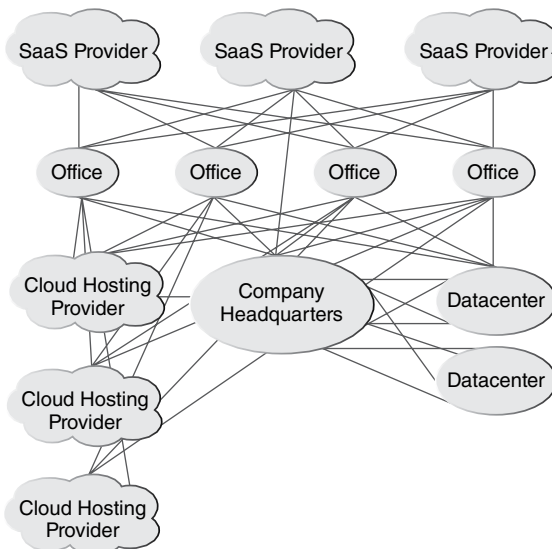 SaaS Provider
SaaS Provider
SaaS Provider
Office
Office
Office
Office
Cloud Hosting
Provider
Company
Headquarters
Datacenter
Datacenter
Cloud Hosting
Provider
Cloud Hosting
Provider